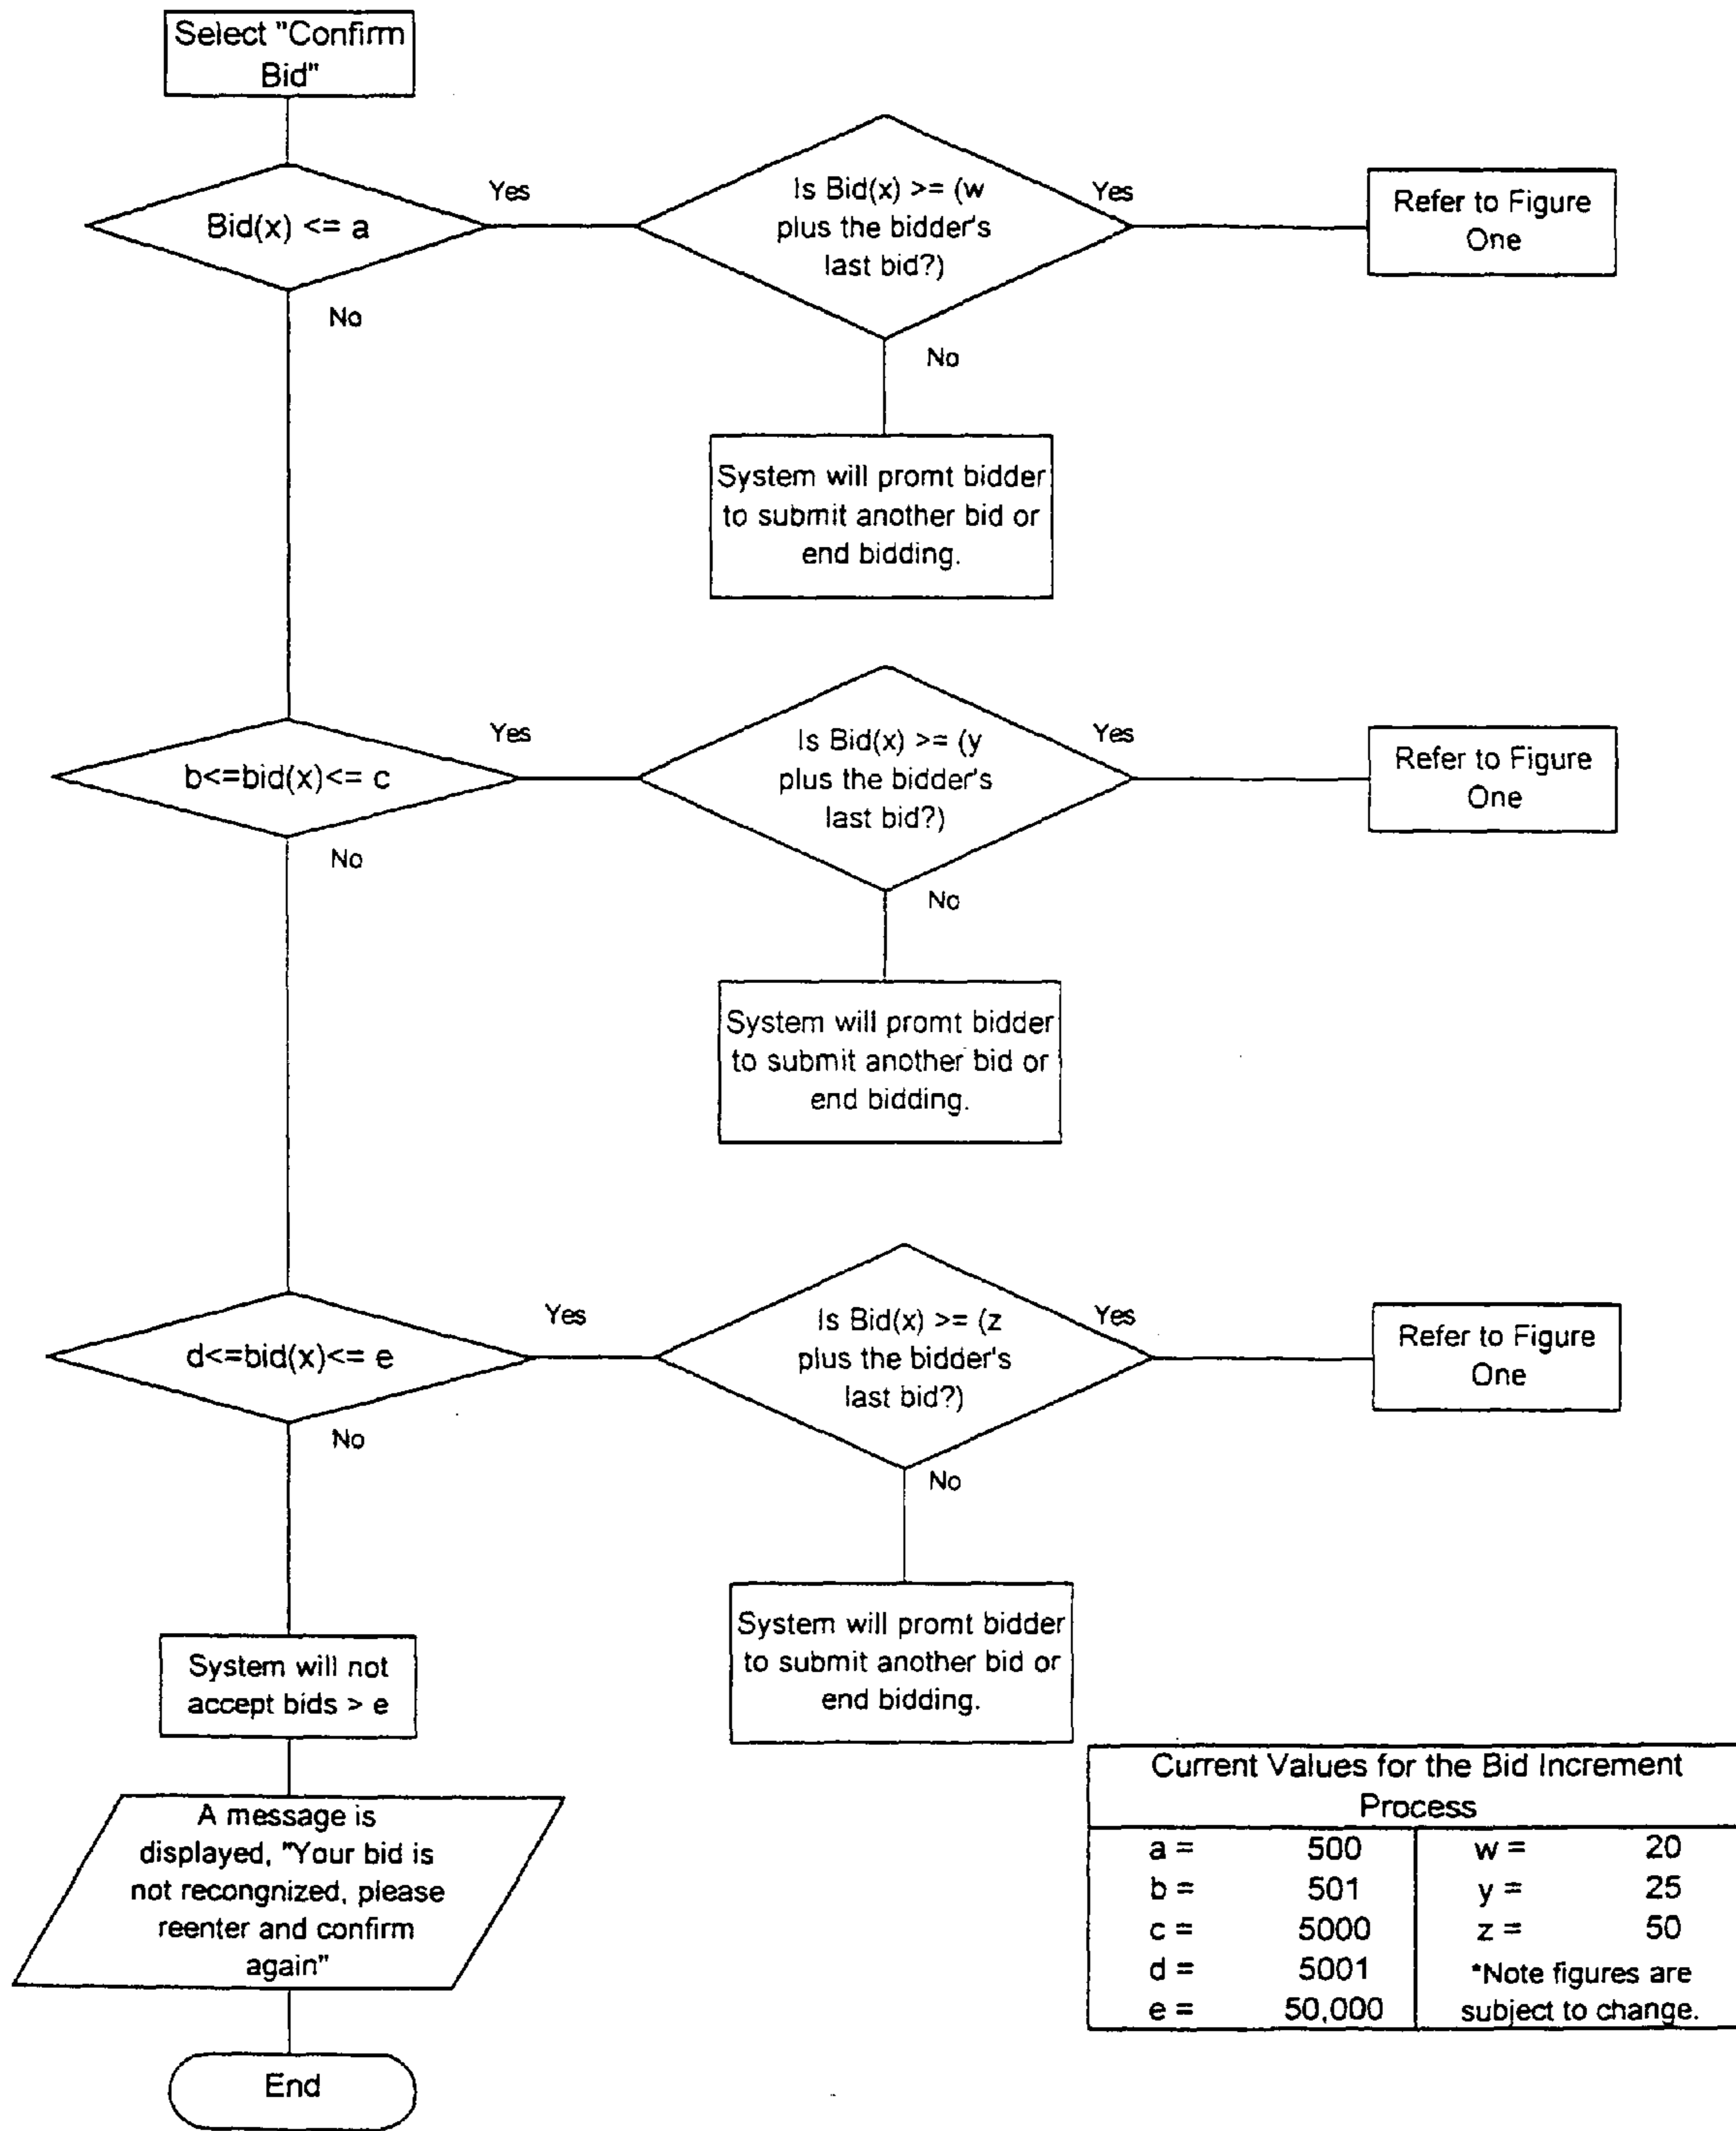 Select "Confirm
Bid"
Bid(x) <= a
Yes
Is Bid(x) >= (w
plus the bidder's
last bid?)
Yes
Refer to Figure
One
No
No
System will promt bidder
to submit another bid or
end bidding.
b<=bid(x)<= c
Yes
Is Bid(x) >= (y
plus the bidder's
last bid?)
Yes
Refer to Figure
One
No
No
System will promt bidder
to submit another bid or
end bidding.
d<=bid(x)<= e
Yes
Is Bid(x) >= (z
plus the bidder's
last bid?)
Yes
Refer to Figure
One
No
No
System will promt bidder
to submit another bid or
end bidding.
System will not
accept bids > e
A message is
displayed, "Your bid is
not recongnized, please
reenter and confirm
again"
End
Current Values for the Bid Increment
Process
a = 500 w = 20
b = 501 y = 25
c = 5000 z = 50
d = 5001 *Note figures are
e = 50,000 subject to change.